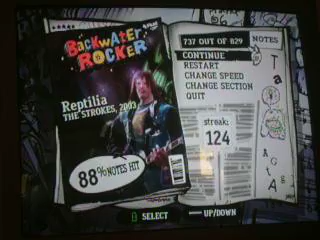 BACKWATER
ROCKER
Reptilia
THE STROKES, 2003
88% NOTES HIT
737 OUT OF 829 NOTES
CONTINUE
RESTART
CHANGE SPEED
CHANGE SECTION
QUIT
streak:
124
SELECT
UP/DOWN